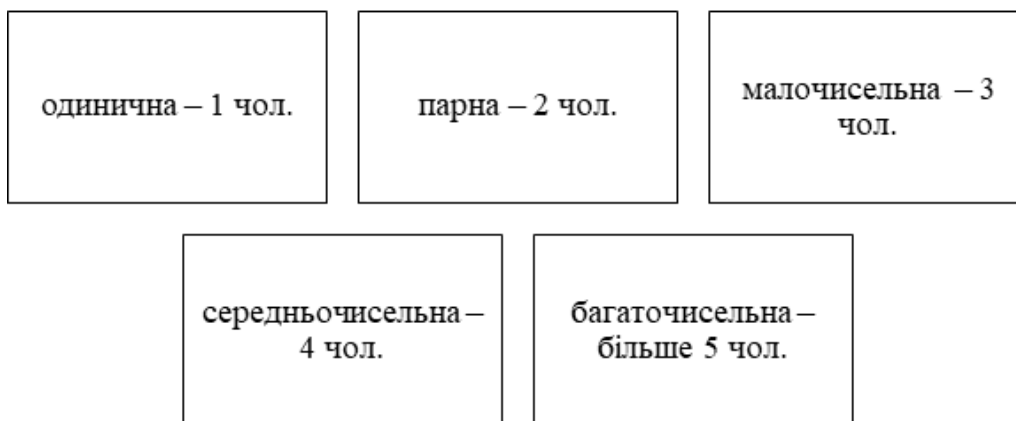 одинична – 1 чол.
парна – 2 чол.
малочисельна – 3
чол.
середньочисельна –
4 чол.
багаточисельна –
більше 5 чол.